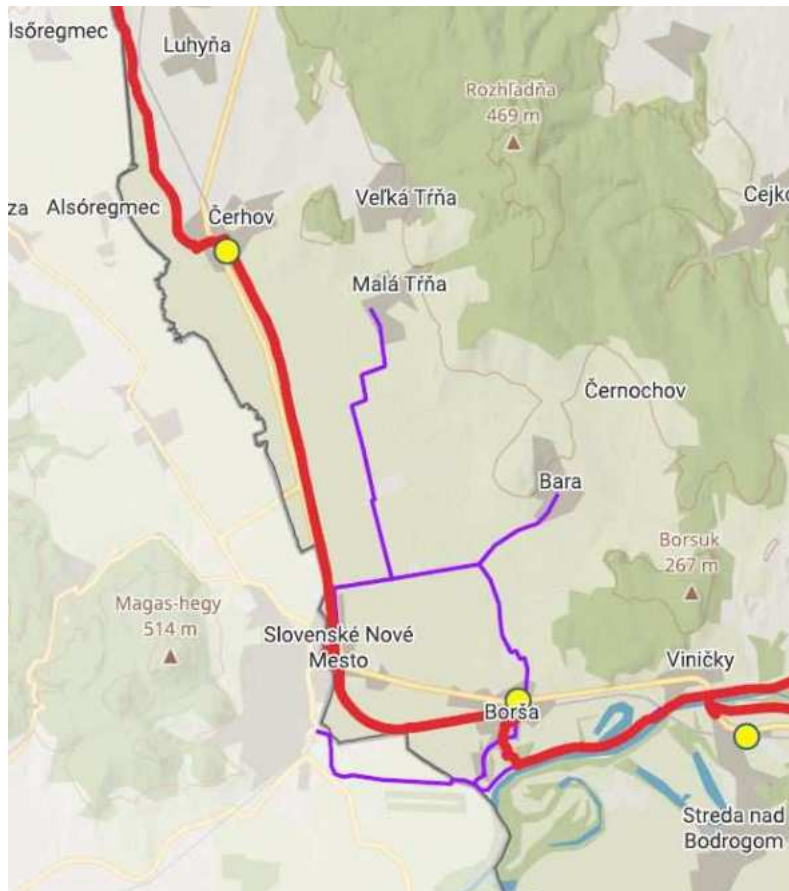 lsóregmec
Luhyňa
Rozhľadňa
469 m
Veľká Tŕňa
Cejko
za
Alsóregmec
Čerhov
Malá Tŕňa
Černochov
Bara
Borsuk
267 m
Magas-hegy
514 m
Slovenské Nové
Mesto
Viničky
Borša
Streda nad
Bodrogom